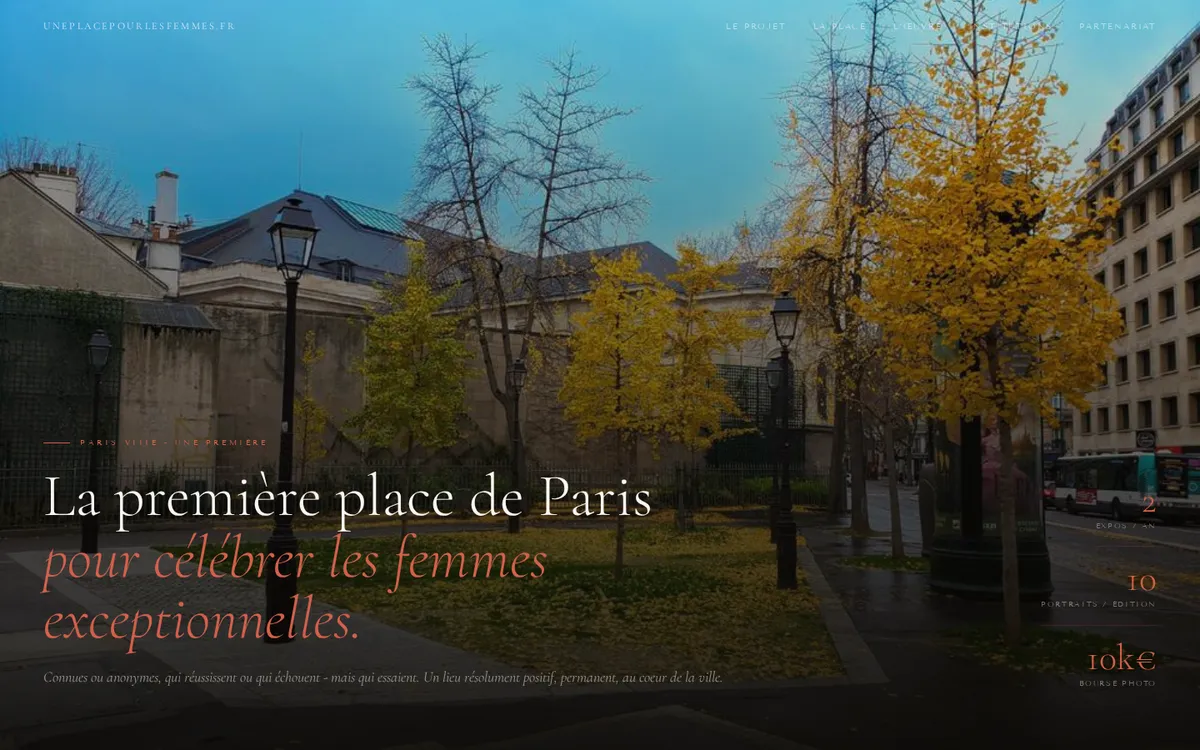 UNEPLACEPOURLESFEMMES.FR
LE PROJET LA PLACE PARTENARIAT
PARIS VILLE - UNE PREMIÈRE
La première place de Paris
pour célébrer les femmes
exceptionnelles.
Connues ou anonymes, qui réussissent ou qui échouent - mais qui essaient. Un lieu résolument positif, permanent, au coeur de la ville.
2
EXPOS / AN
10
PORTRAITS / ÉDITION
10k€
BOURSE PHOTO